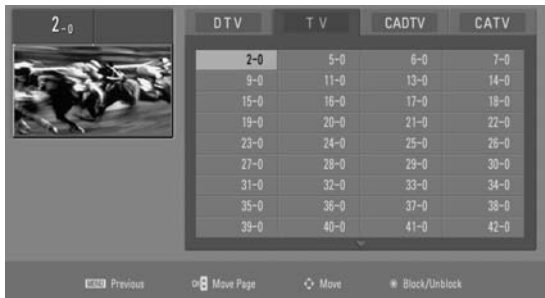 2-0
DTV TV CADTV CATV
2-0 5-0 6-0 7-0
9-0 11-0 13-0 14-0
15-0 16-0 17-0 18-0
19-0 20-0 21-0 22-0
23-0 24-0 25-0 26-0
27-0 28-0 29-0 30-0
31-0 32-0 33-0 34-0
35-0 36-0 37-0 38-0
39-0 40-0 41-0 42-0
MENU Previous CH Move Page Move Block/Unblock